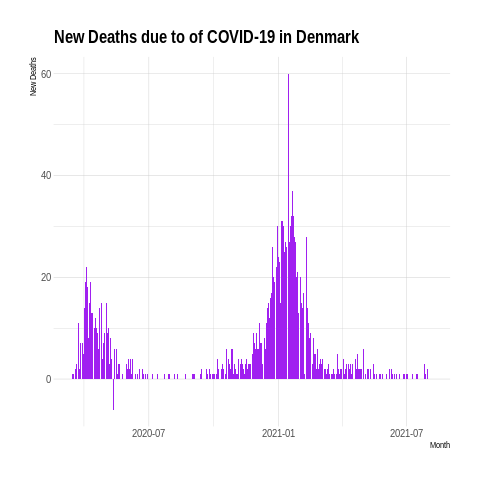 New Deaths due to of COVID-19 in Denmark
New Deaths
60
40
20
0
2020-07
2021-01
2021-07
Month